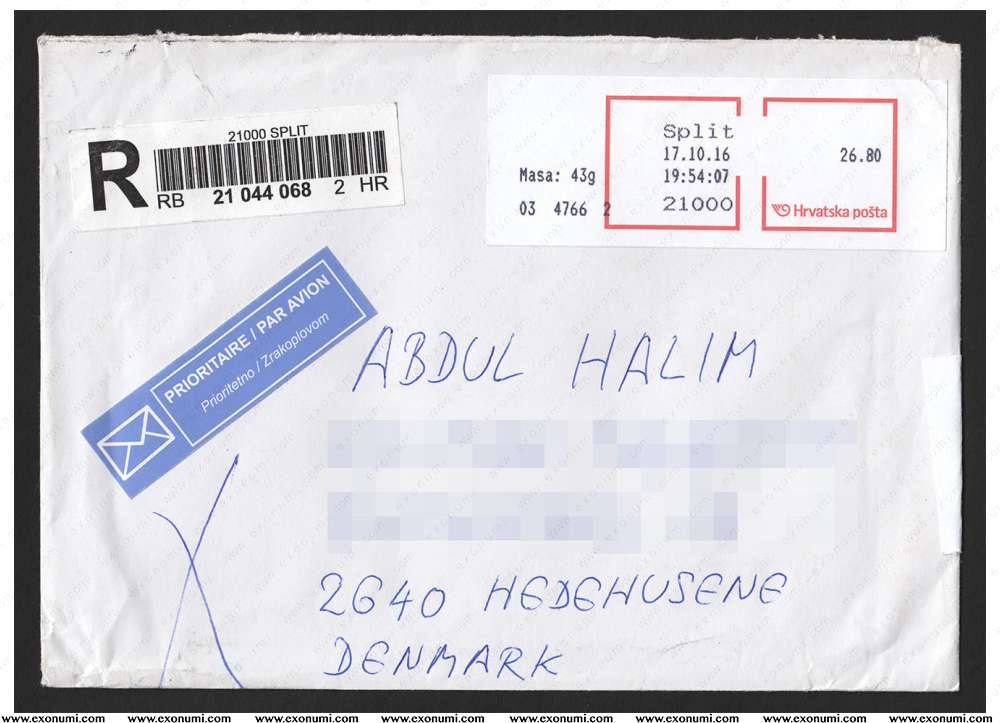 21000 SPLIT
R
RB 21 044 068 2 HR
Split
17.10.16
26.80
Masa: 43g
19:54:07
03 4766 2
21000
Hrvatska pošta
PRIORITAIRE / PAR AVION
Prioritetno / Zrakoplovom
ABDUL HALIM
2640 HEDEHUSENE
DENMARK
www.exonumi.com www.exonumi.com www.exonumi.com www.exonumi.com www.exonumi.com www.exonumi.com www.exonumi.com www.exonumi.com